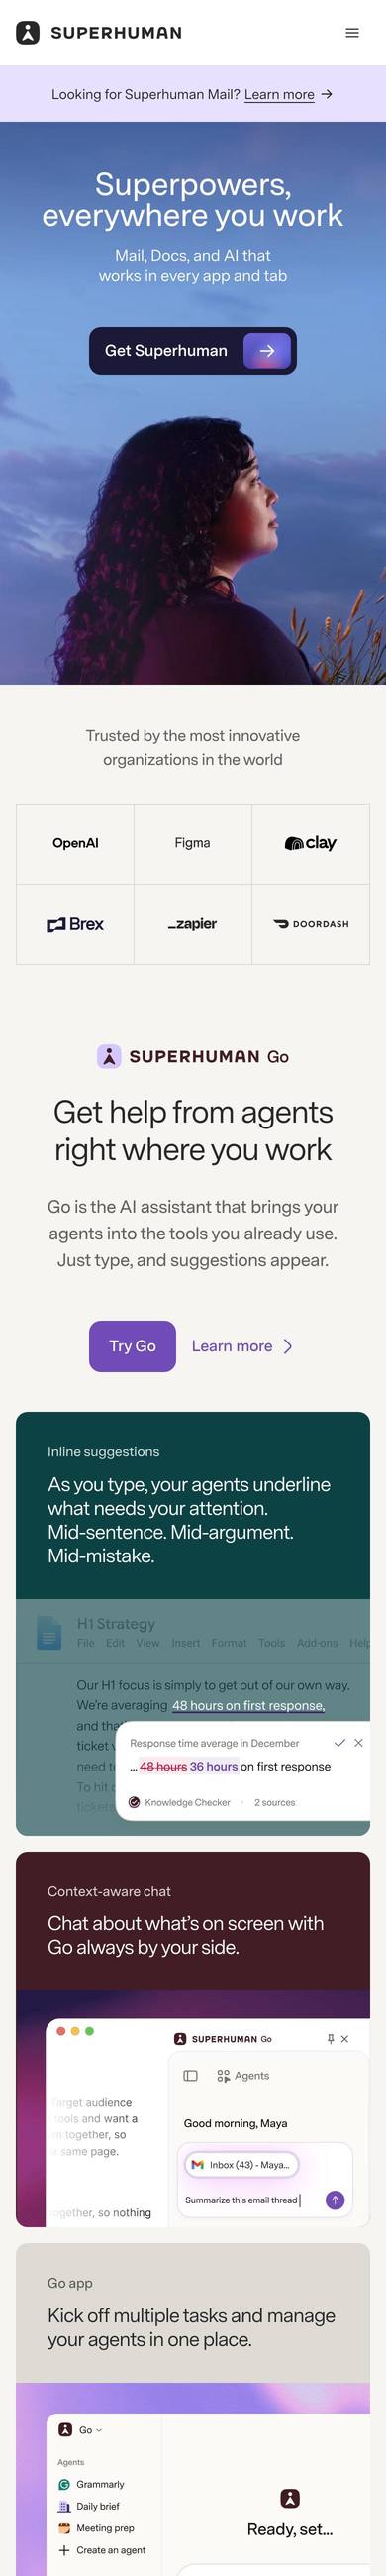 SUPERHUMAN
Looking for Superhuman Mail? Learn more →
Superpowers,
everywhere you work
Mail, Docs, and AI that
works in every app and tab
Get Superhuman →
Trusted by the most innovative
organizations in the world
OpenAI
Figma
clay
Brex
_zapier
DOORDASH
SUPERHUMAN Go
Get help from agents
right where you work
Go is the AI assistant that brings your
agents into the tools you already use.
Just type, and suggestions appear.
Try Go
Learn more
Inline suggestions
As you type, your agents underline
what needs your attention.
Mid-sentence. Mid-argument.
Mid-mistake.
H1 Strategy
File Edit View Insert Format Tools Add-ons Help
Our H1 focus is simply to get out of our own way.
We're averaging 48 hours on first response,
and that
ticket
need t
To hit
tickets
Response time average in December
... 48 hours 36 hours on first response
Knowledge Checker · 2 sources
Context-aware chat
Chat about what's on screen with
Go always by your side.
SUPERHUMAN Go
Target audience
tools and want a
together, so
same page.
together, so nothing
Agents
Good morning, Maya
Inbox (43) - Maya...
Summarize this email thread
Go app
Kick off multiple tasks and manage
your agents in one place.
Go
Agents
Grammarly
Daily brief
Meeting prep
Create an agent
Ready, set...